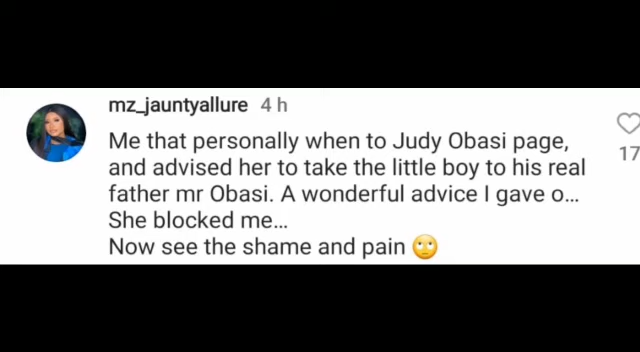 mz_jauntyallure 4 h
Me that personally when to Judy Obasi page,
and advised her to take the little boy to his real
father mr Obasi. A wonderful advice I gave o...
She blocked me...
Now see the shame and pain 🙄
17